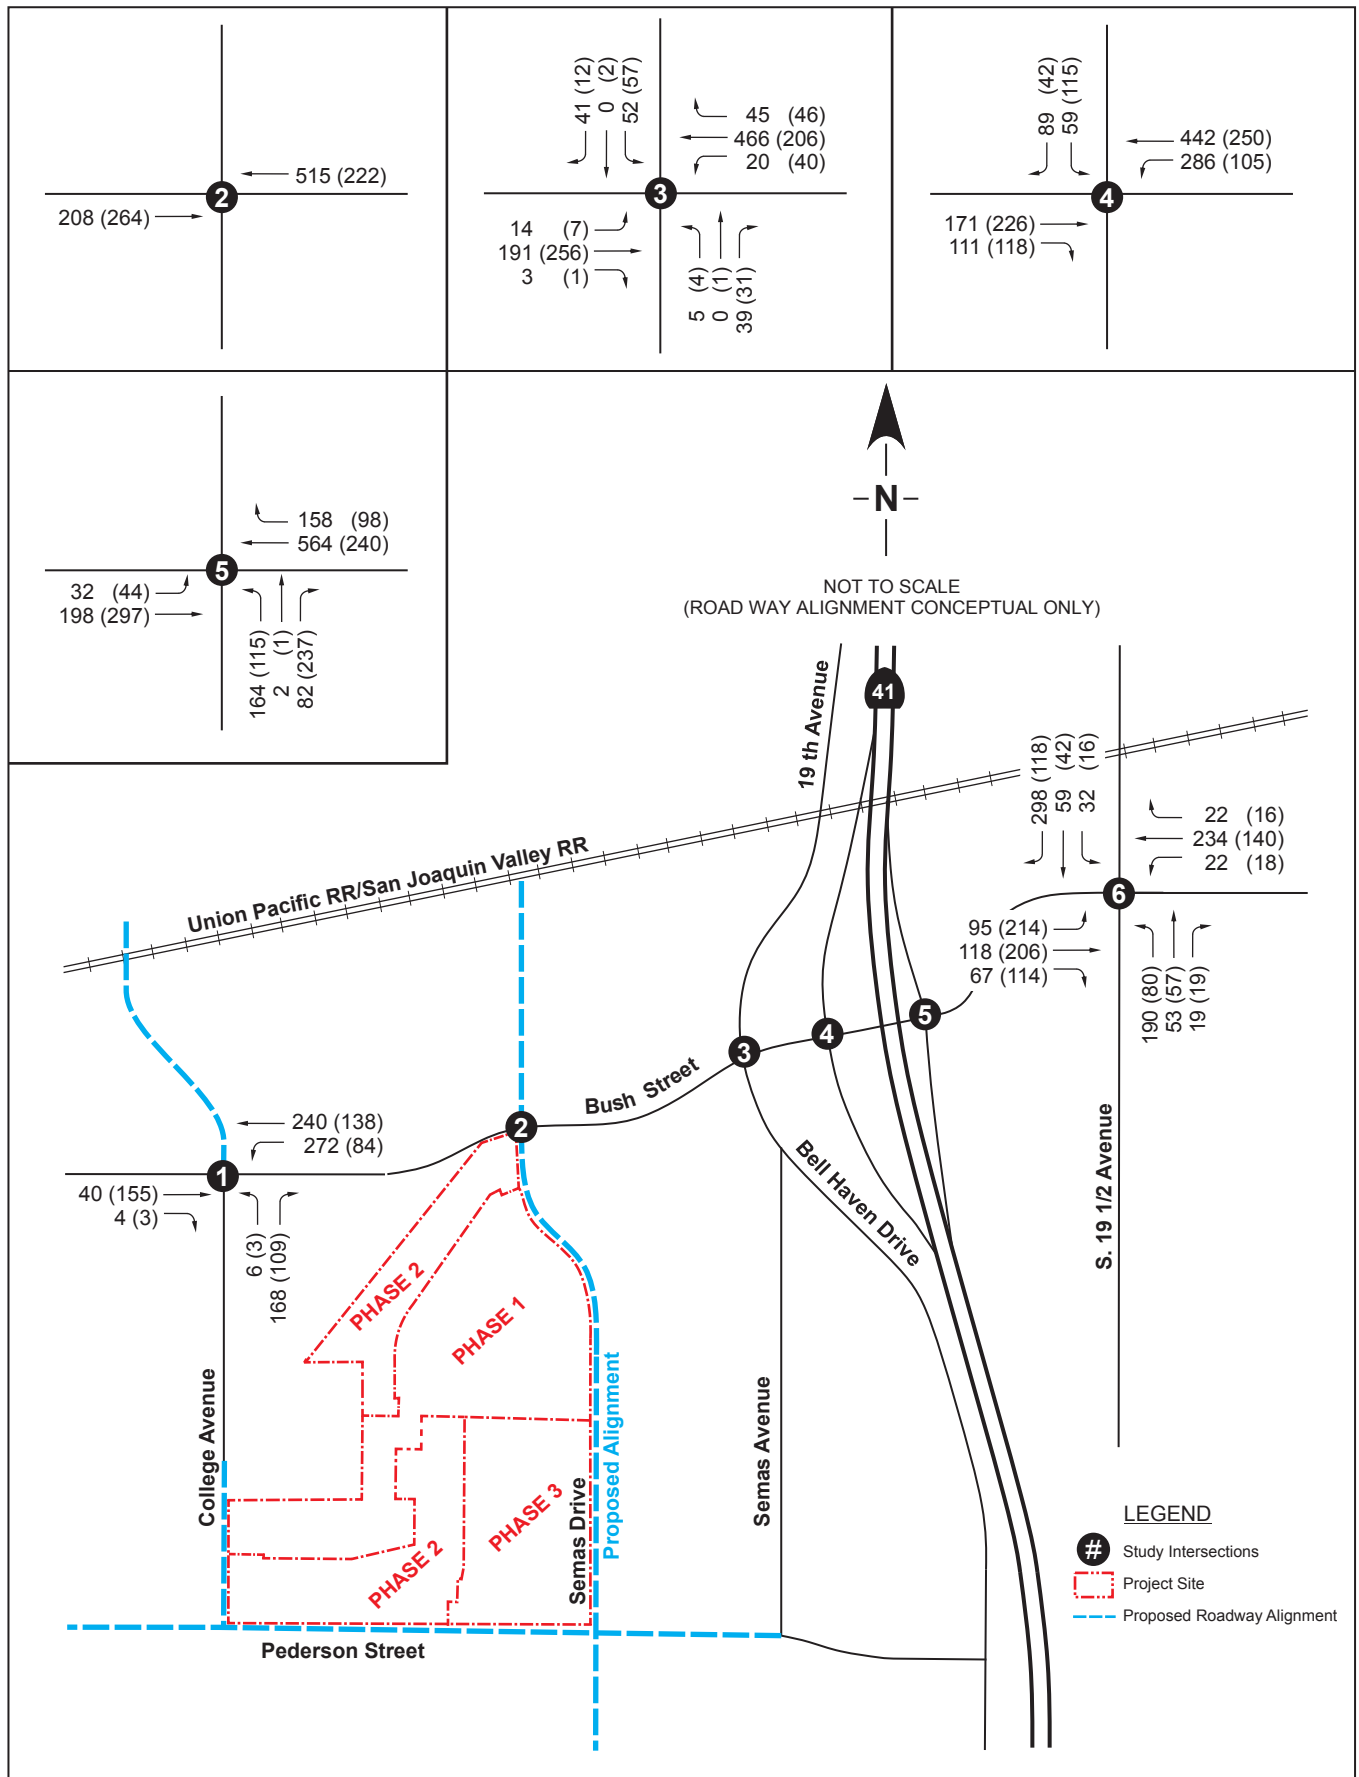 515 (222)
2
208 (264)
41 (12)
0 (2)
52 (57)
45 (46)
466 (206)
20 (40)
3
14 (7)
191 (256)
3 (1)
5 (4)
0 (1)
39 (31)
89 (42)
59 (115)
442 (250)
286 (105)
4
171 (226)
111 (118)
158 (98)
564 (240)
5
32 (44)
198 (297)
164 (115)
2 (1)
82 (237)
N
NOT TO SCALE
(ROAD WAY ALIGNMENT CONCEPTUAL ONLY)
19 th Avenue
41
298 (118)
59 (42)
32 (16)
22 (16)
234 (140)
22 (18)
6
95 (214)
118 (206)
67 (114)
190 (80)
53 (57)
19 (19)
Union Pacific RR/San Joaquin Valley RR
5
4
3
Bush Street
2
240 (138)
272 (84)
1
40 (155)
4 (3)
6 (3)
168 (109)
Bell Haven Drive
S. 19 1/2 Avenue
PHASE 2
PHASE 1
College Avenue
Proposed Alignment
Semas Avenue
Semas Drive
PHASE 3
PHASE 2
Pederson Street
LEGEND
# Study Intersections
Project Site
Proposed Roadway Alignment